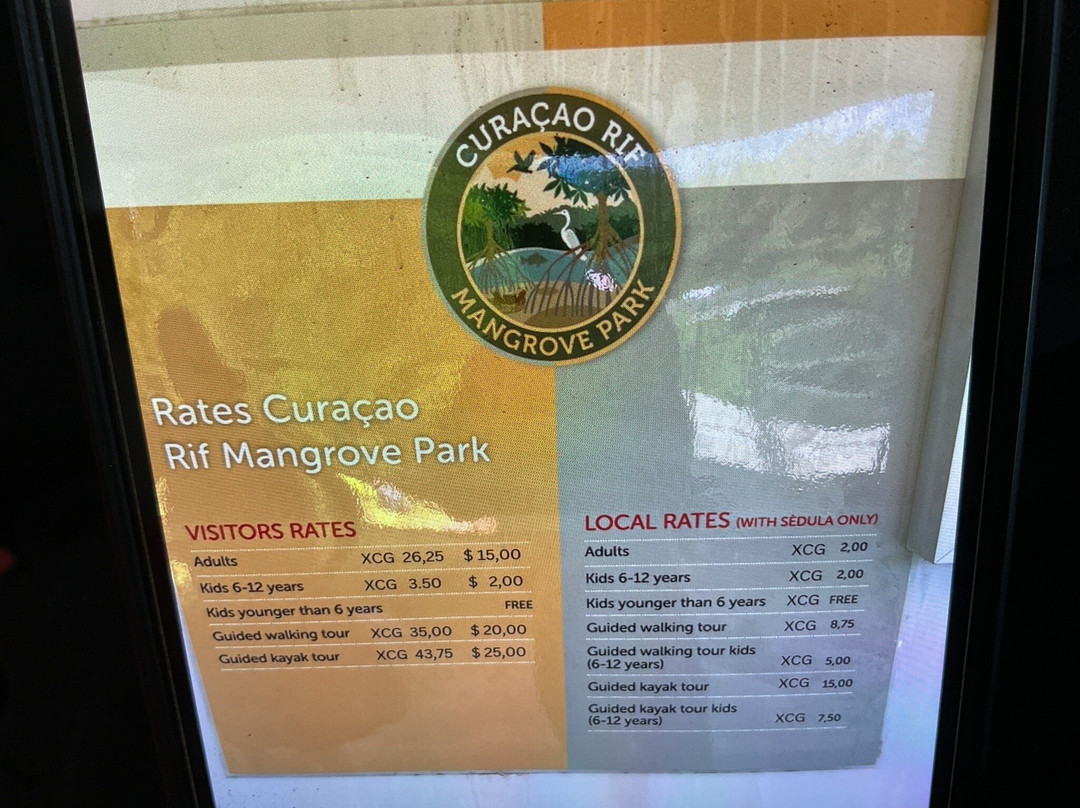 CURAÇAO RIF
MANGROVE PARK
Rates Curaçao
Rif Mangrove Park
VISITORS RATES
Adults XCG 26,25 $ 15,00
Kids 6-12 years XCG 3.50 $ 2,00
Kids younger than 6 years FREE
Guided walking tour XCG 35,00 $ 20,00
Guided kayak tour XCG 43,75 $ 25,00
LOCAL RATES (WITH SÈDULA ONLY)
Adults XCG 2,00
Kids 6-12 years XCG 2,00
Kids younger than 6 years XCG FREE
Guided walking tour XCG 8,75
Guided walking tour kids
(6-12 years) XCG 5,00
Guided kayak tour XCG 15,00
Guided kayak tour kids
(6-12 years) XCG 7,50